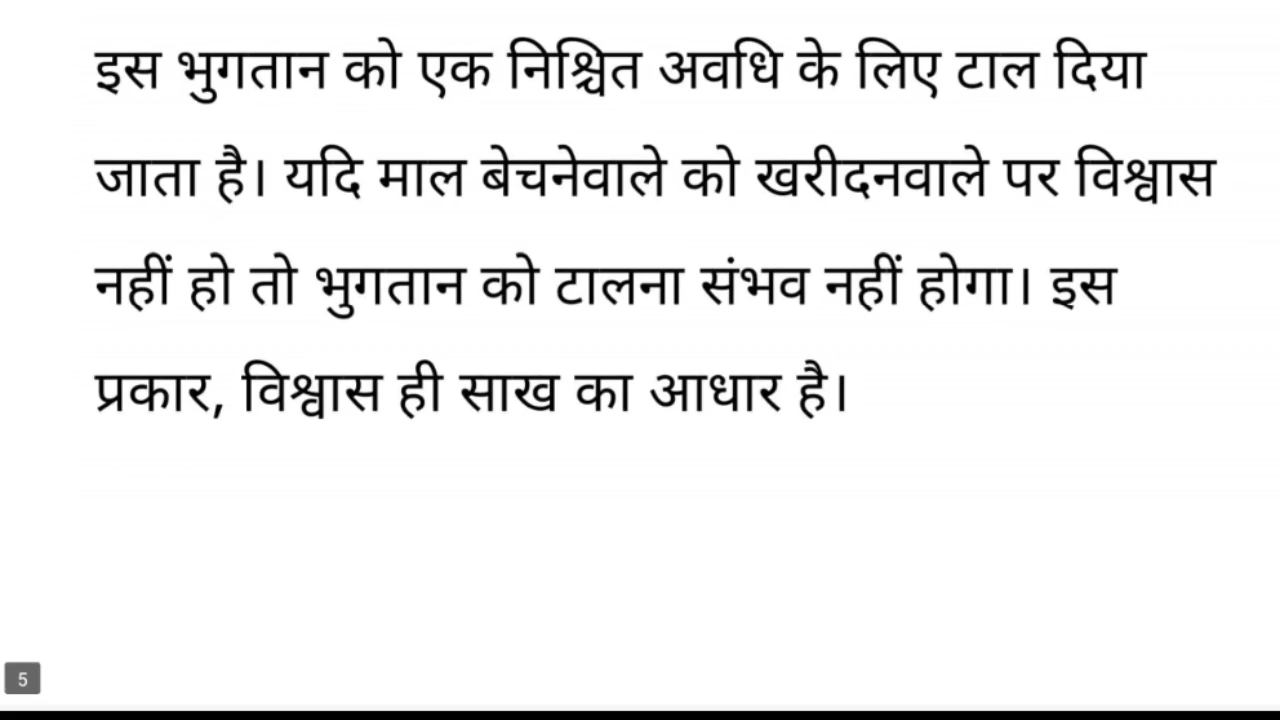 इस भुगतान को एक निश्चित अवधि के लिए टाल दिया
जाता है। यदि माल बेचनेवाले को खरीदनवाले पर विश्वास
नहीं हो तो भुगतान को टालना संभव नहीं होगा। इस
प्रकार, विश्वास ही साख का आधार है।
5